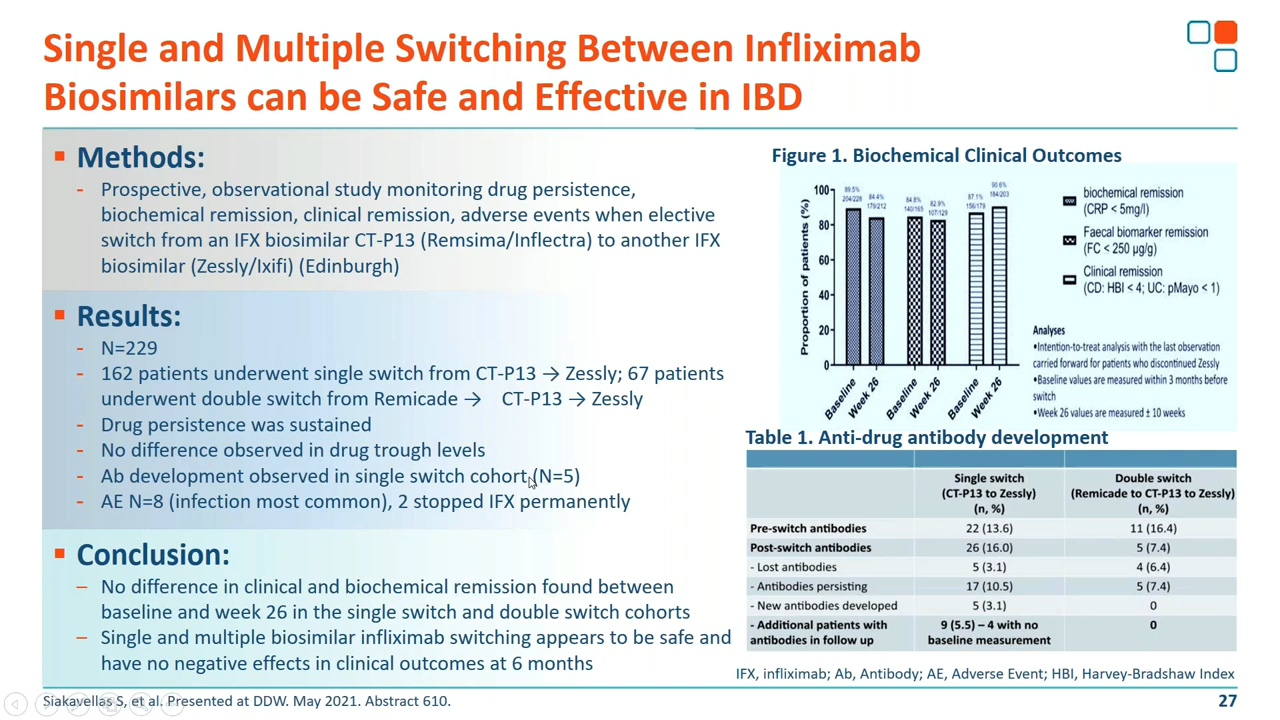 Single and Multiple Switching Between Infliximab
Biosimilars can be Safe and Effective in IBD
Methods:
- Prospective, observational study monitoring drug persistence,
biochemical remission, clinical remission, adverse events when elective
switch from an IFX biosimilar CT-P13 (Remsima/Inflectra) to another IFX
biosimilar (Zessly/Ixifi) (Edinburgh)
Results:
- N=229
- 162 patients underwent single switch from CT-P13 → Zessly; 67 patients
underwent double switch from Remicade → CT-P13 → Zessly
- Drug persistence was sustained
- No difference observed in drug trough levels
- Ab development observed in single switch cohort (N=5)
- AE N=8 (infection most common), 2 stopped IFX permanently
Conclusion:
– No difference in clinical and biochemical remission found between
baseline and week 26 in the single switch and double switch cohorts
– Single and multiple biosimilar infliximab switching appears to be safe and
have no negative effects in clinical outcomes at 6 months
Figure 1. Biochemical Clinical Outcomes
Proportion of patients (%)
100
80
60
40
20
0
89.5%
204/228
84.4%
179/212
84.8%
140/165
82.9%
107/129
87.1%
156/179
90.6%
184/203
Baseline
Week 26
Baseline
Week 26
Baseline
Week 26
biochemical remission
(CRP < 5mg/l)
Faecal biomarker remission
(FC < 250 µg/g)
Clinical remission
(CD: HBI < 4; UC: pMayo < 1)
Analyses
•Intention-to-treat analysis with the last observation
carried forward for patients who discontinued Zessly
•Baseline values are measured within 3 months before
switch
•Week 26 values are measured ± 10 weeks
Table 1. Anti-drug antibody development
Single switch
(CT-P13 to Zessly)
(n, %)
Double switch
(Remicade to CT-P13 to Zessly)
(n, %)
Pre-switch antibodies 22 (13.6) 11 (16.4)
Post-switch antibodies 26 (16.0) 5 (7.4)
- Lost antibodies 5 (3.1) 4 (6.4)
- Antibodies persisting 17 (10.5) 5 (7.4)
- New antibodies developed 5 (3.1) 0
- Additional patients with
antibodies in follow up
9 (5.5) – 4 with no
baseline measurement
0
IFX, infliximab; Ab, Antibody; AE, Adverse Event; HBI, Harvey-Bradshaw Index
Siakavellas S, et al. Presented at DDW. May 2021. Abstract 610.
27